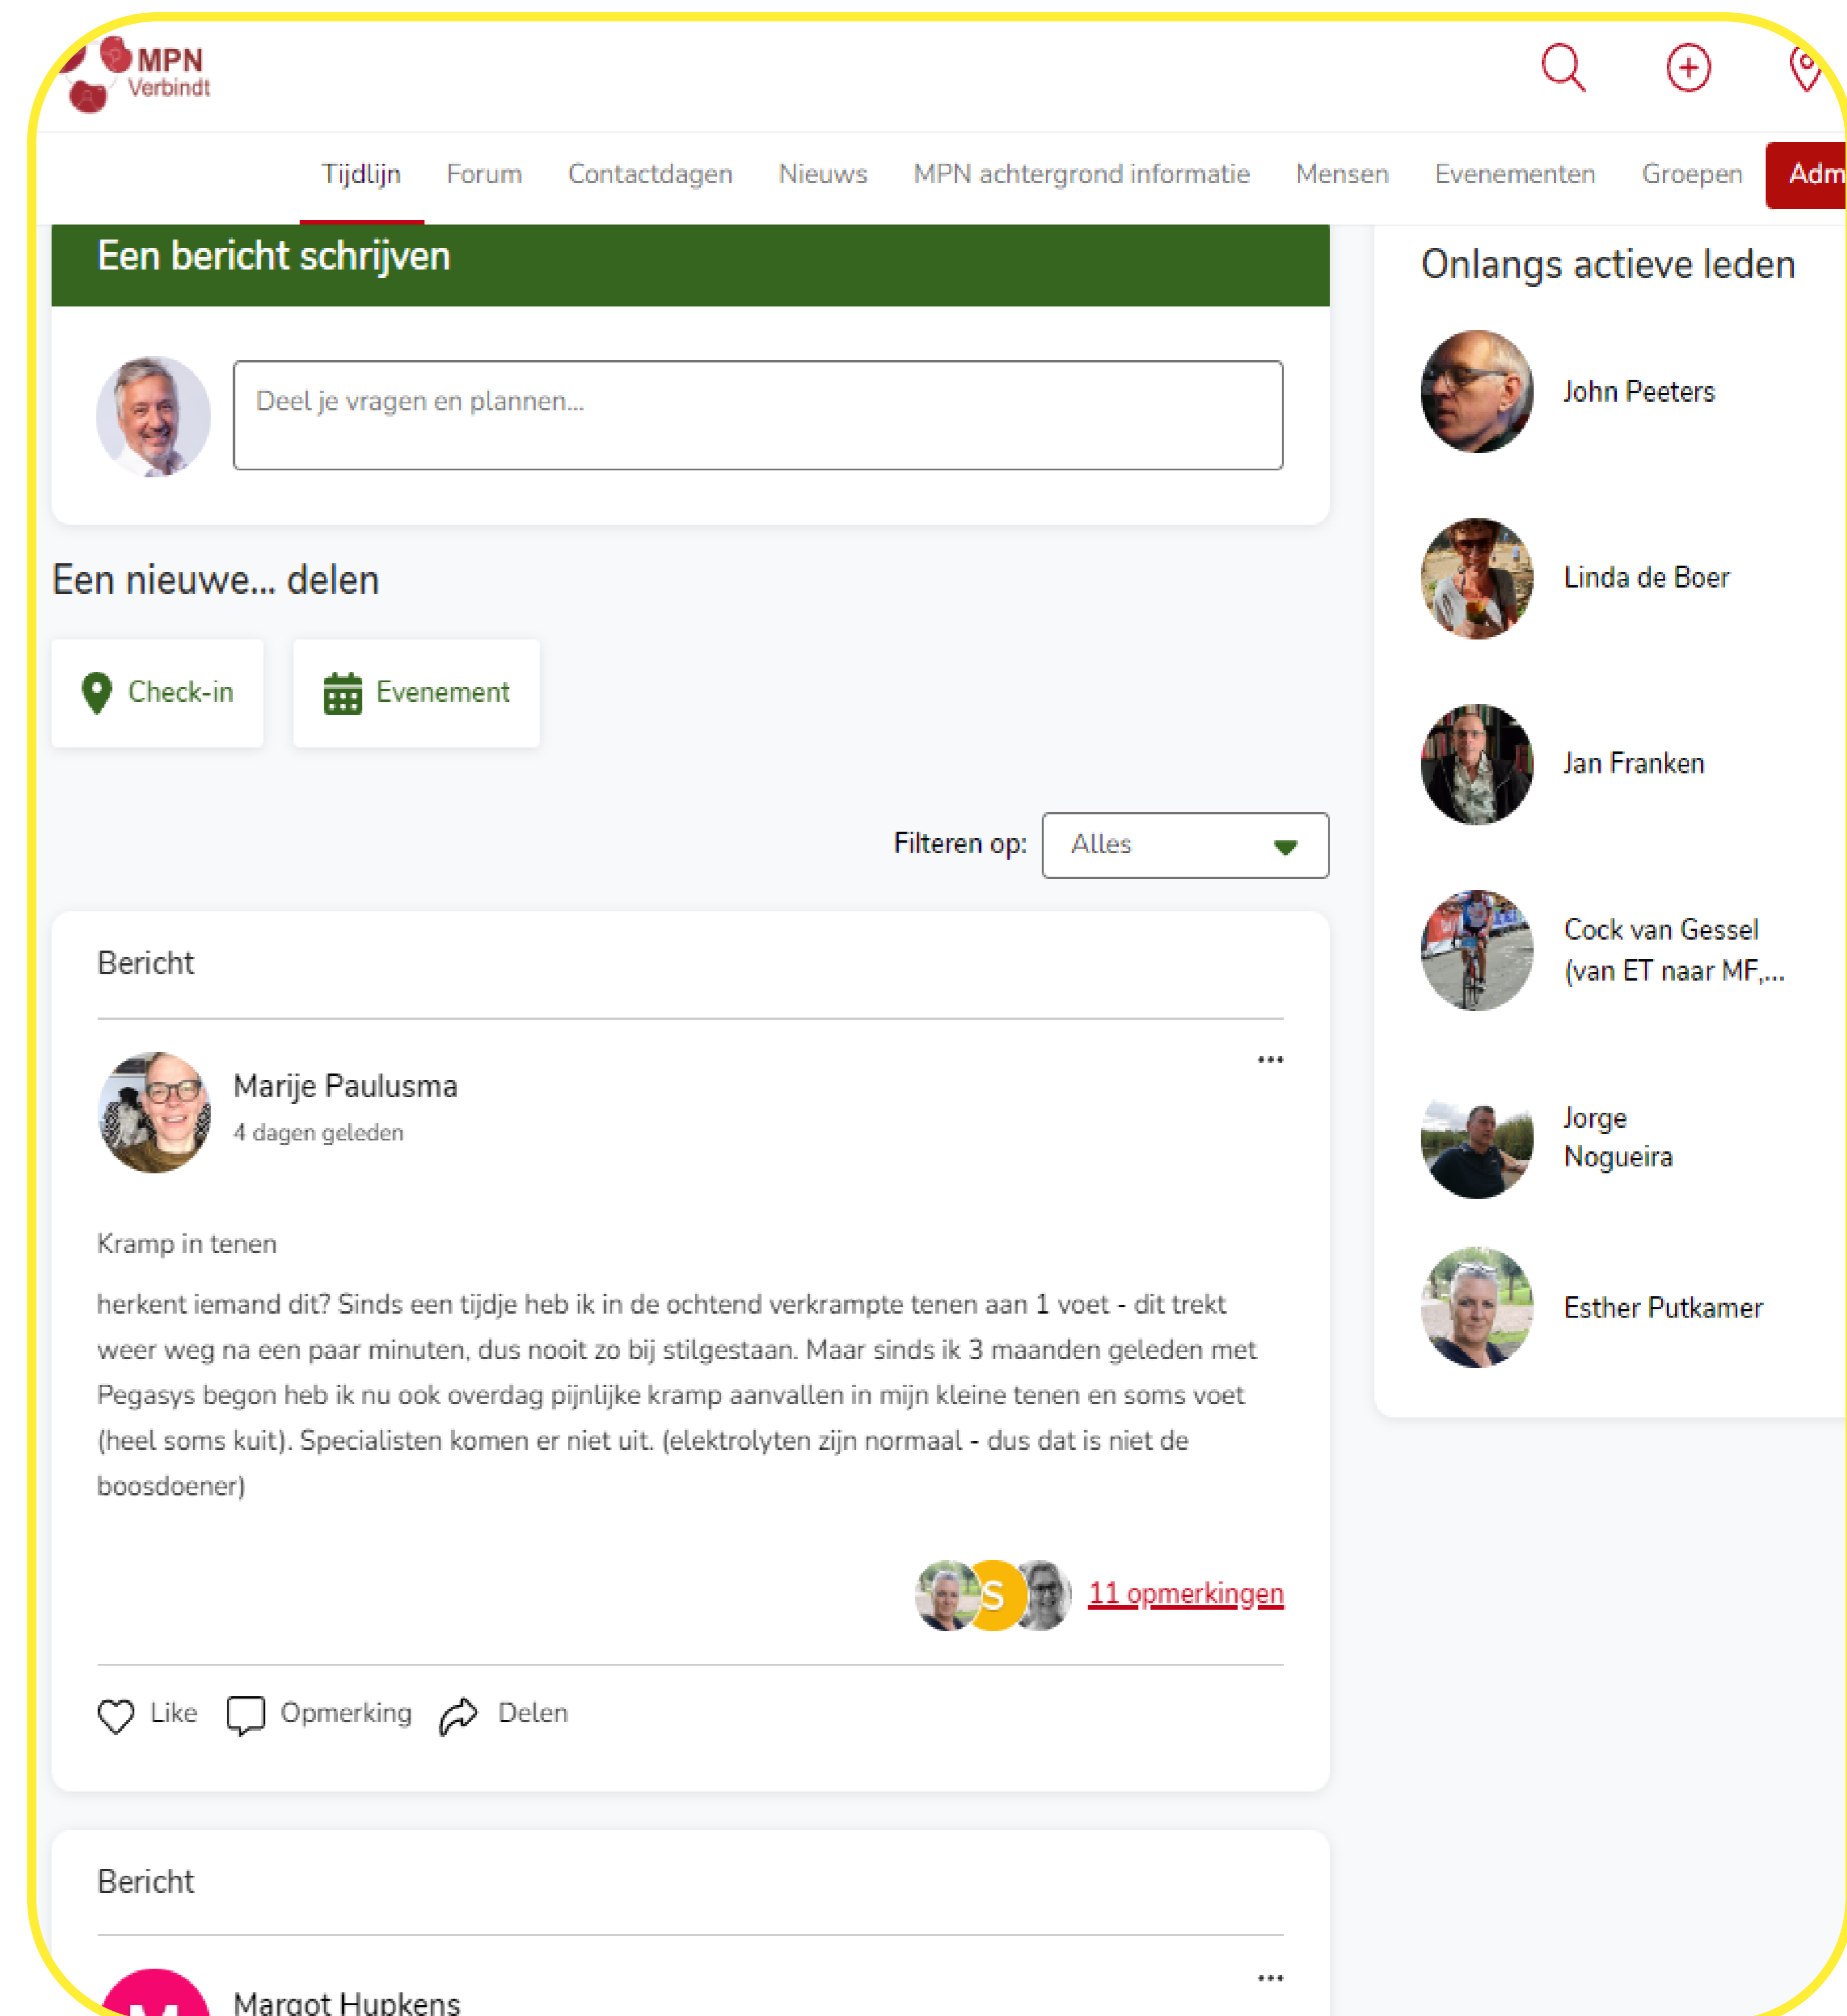 MPN
Verbindt
Tijdlijn Forum Contactdagen Nieuws MPN achtergrond informatie Mensen Evenementen Groepen Adm
Een bericht schrijven
Deel je vragen en plannen...
Een nieuwe... delen
Check-in Evenement
Filteren op: Alles
Bericht
Marije Paulusma
4 dagen geleden
Kramp in tenen
herkent iemand dit? Sinds een tijdje heb ik in de ochtend verkrampte tenen aan 1 voet - dit trekt
weer weg na een paar minuten, dus nooit zo bij stilgestaan. Maar sinds ik 3 maanden geleden met
Pegasys begon heb ik nu ook overdag pijnlijke kramp aanvallen in mijn kleine tenen en soms voet
(heel soms kuit). Specialisten komen er niet uit. (elektrolyten zijn normaal - dus dat is niet de
boosdoener)
S 11 opmerkingen
Like Opmerking Delen
Bericht
M
Margot Hupkens
Onlangs actieve leden
John Peeters
Linda de Boer
Jan Franken
Cock van Gessel
(van ET naar MF,...
Jorge
Nogueira
Esther Putkamer